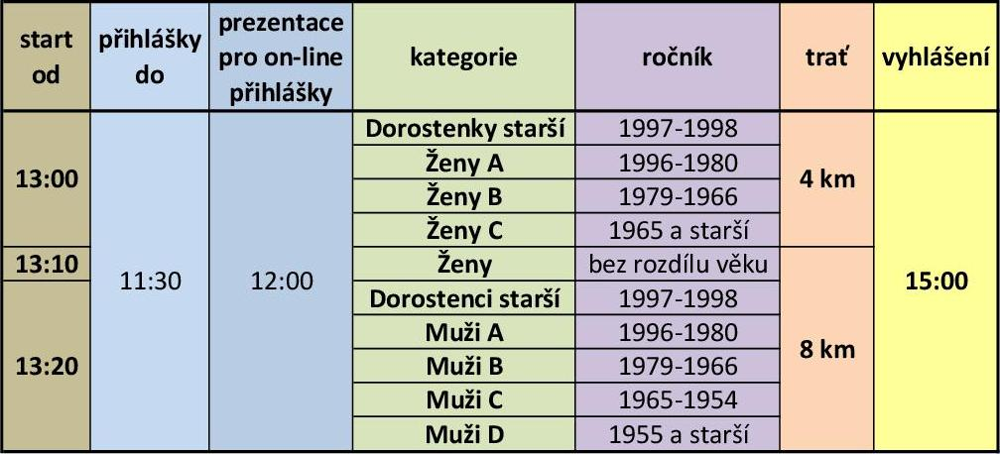 start od
přihlášky do
prezentace pro on-line přihlášky
kategorie
ročník
trať
vyhlášení
13:00
11:30
12:00
Dorostenky starší 1997-1998
4 km
15:00
Ženy A 1996-1980
Ženy B 1979-1966
Ženy C 1965 a starší
13:10
Ženy bez rozdílu věku
8 km
13:20
Dorostenci starší 1997-1998
Muži A 1996-1980
Muži B 1979-1966
Muži C 1965-1954
Muži D 1955 a starší